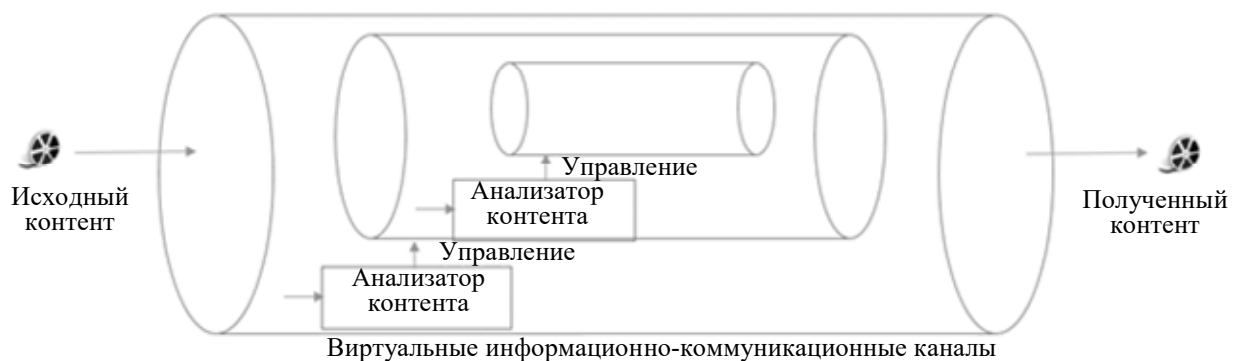 Управление
Исходный
контент
Анализатор
контента
Полученный
контент
Управление
Анализатор
контента
Виртуальные информационно-коммуникационные каналы